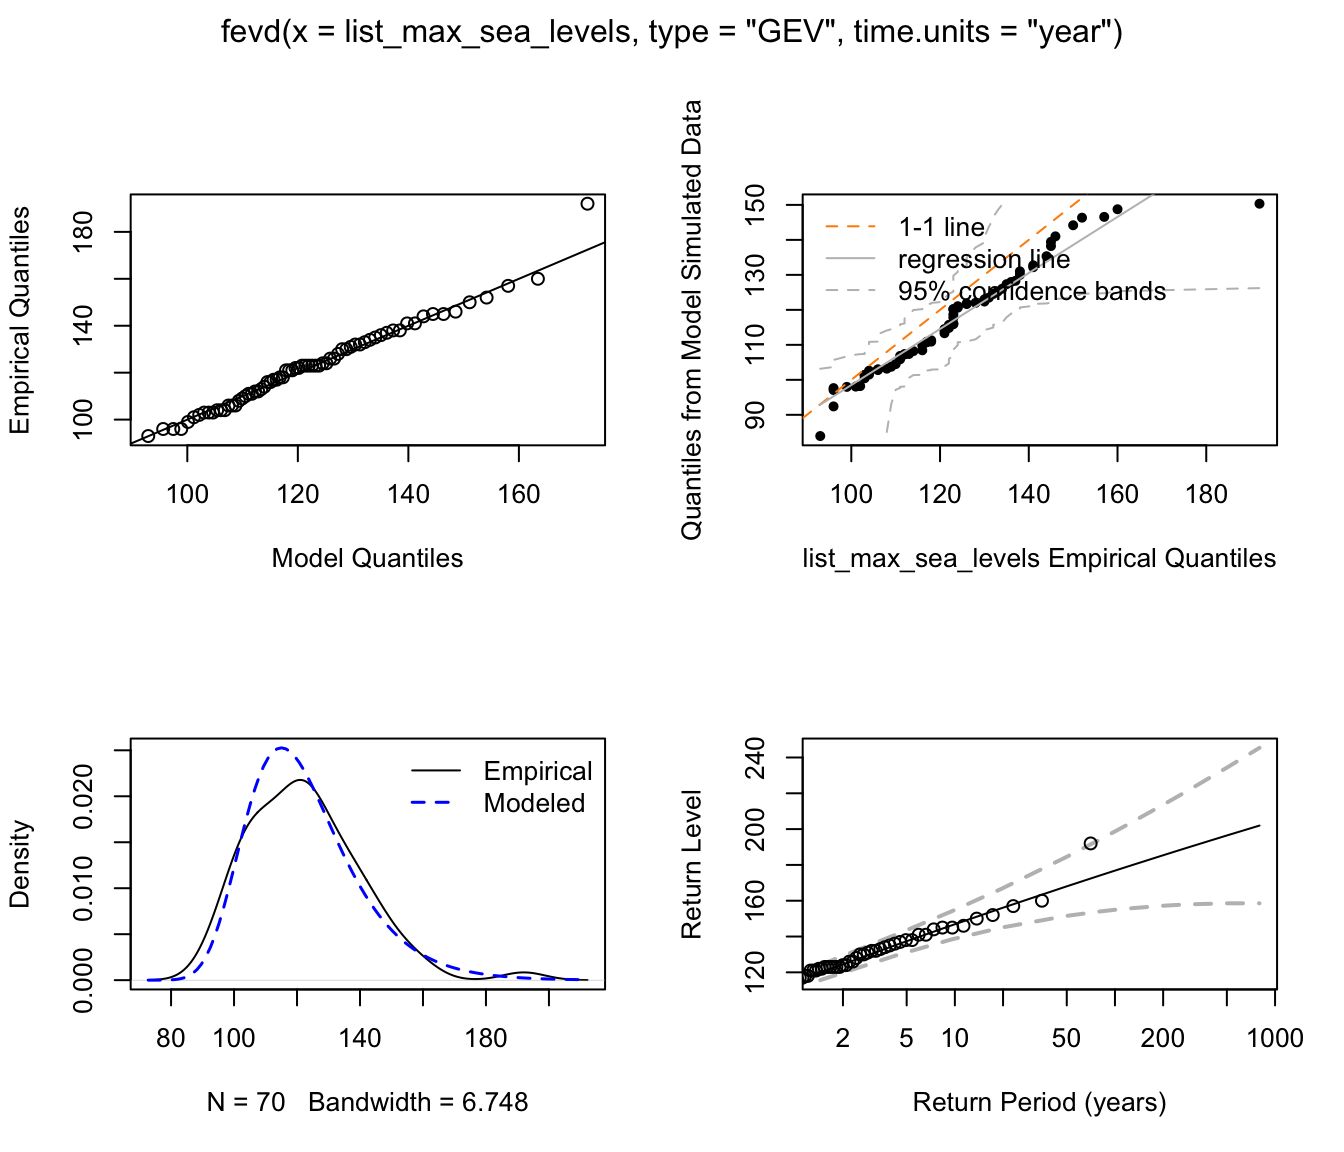 fevd(x = list_max_sea_levels, type = "GEV", time.units = "year")
Empirical Quantiles
100 140 180
100 120 140 160
Model Quantiles
Quantiles from Model Simulated Data
90 110 130 150
1-1 line
regression line
95% confidence bands
100 120 140 160 180
list_max_sea_levels Empirical Quantiles
Density
0.000 0.010 0.020
Empirical
Modeled
80 100 140 180
N = 70 Bandwidth = 6.748
Return Level
120 160 200 240
2 5 10 50 200 1000
Return Period (years)